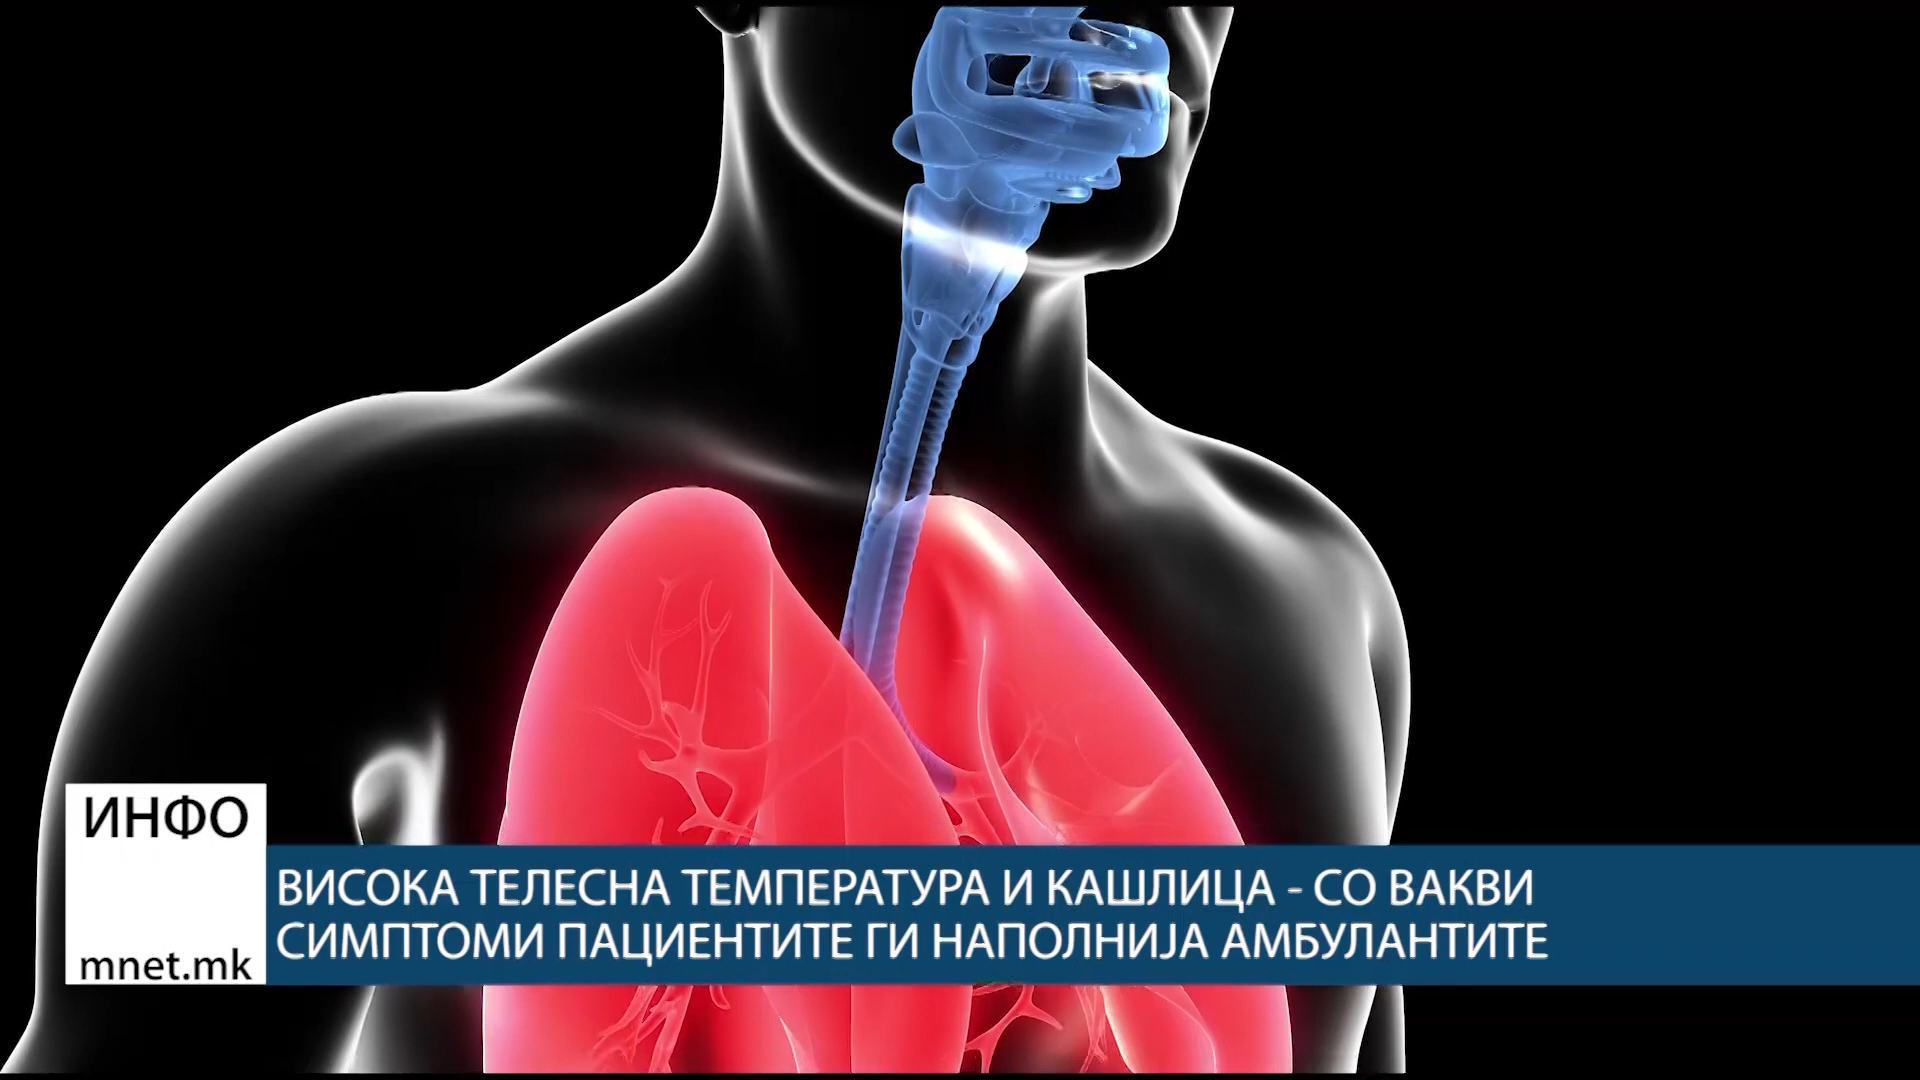 ИНФО
mnet.mk
ВИСОКА ТЕЛЕСНА ТЕМПЕРАТУРА И КАШЛИЦА - СО ВАКВИ
СИМПТОМИ ПАЦИЕНТИТЕ ГИ НАПОЛНИЈА АМБУЛАНТИТЕ